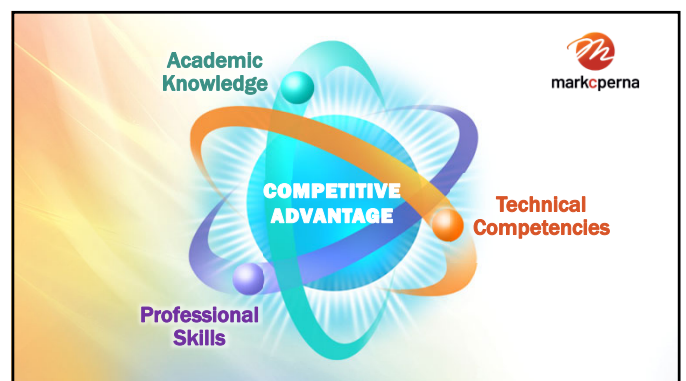 Academic
Knowledge
markcperna
COMPETITIVE
ADVANTAGE
Technical
Competencies
Professional
Skills